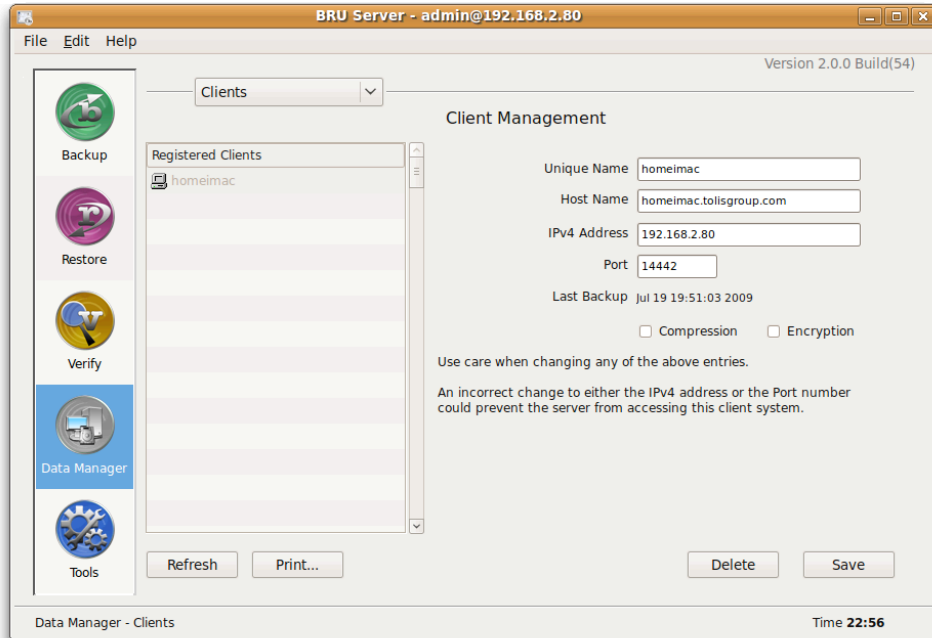 BRU Server - admin@192.168.2.80
File Edit Help
Version 2.0.0 Build(54)
Backup
Restore
Verify
Data Manager
Tools
Clients
Registered Clients
homeimac
Client Management
Unique Name homeimac
Host Name homeimac.tolisgroup.com
IPv4 Address 192.168.2.80
Port 14442
Last Backup Jul 19 19:51:03 2009
Compression Encryption
Use care when changing any of the above entries.
An incorrect change to either the IPv4 address or the Port number
could prevent the server from accessing this client system.
Refresh Print... Delete Save
Data Manager - Clients Time 22:56